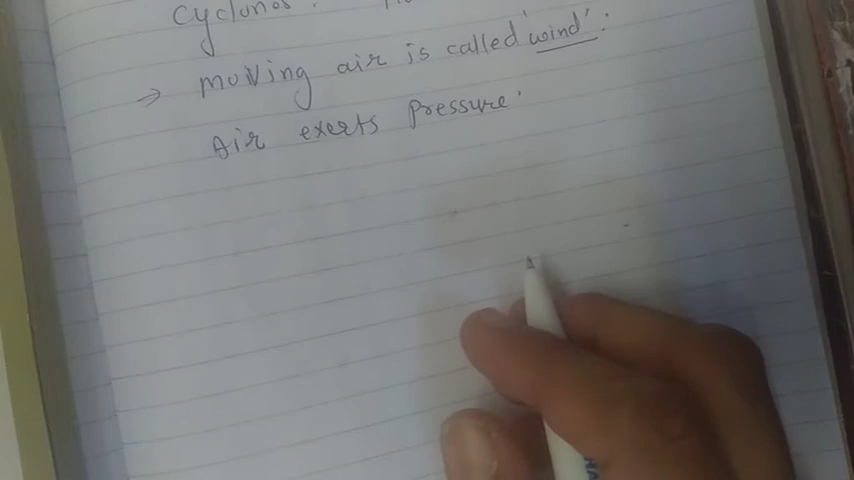 cyclones.
→ moving air is called 'wind':
Air exerts pressure.